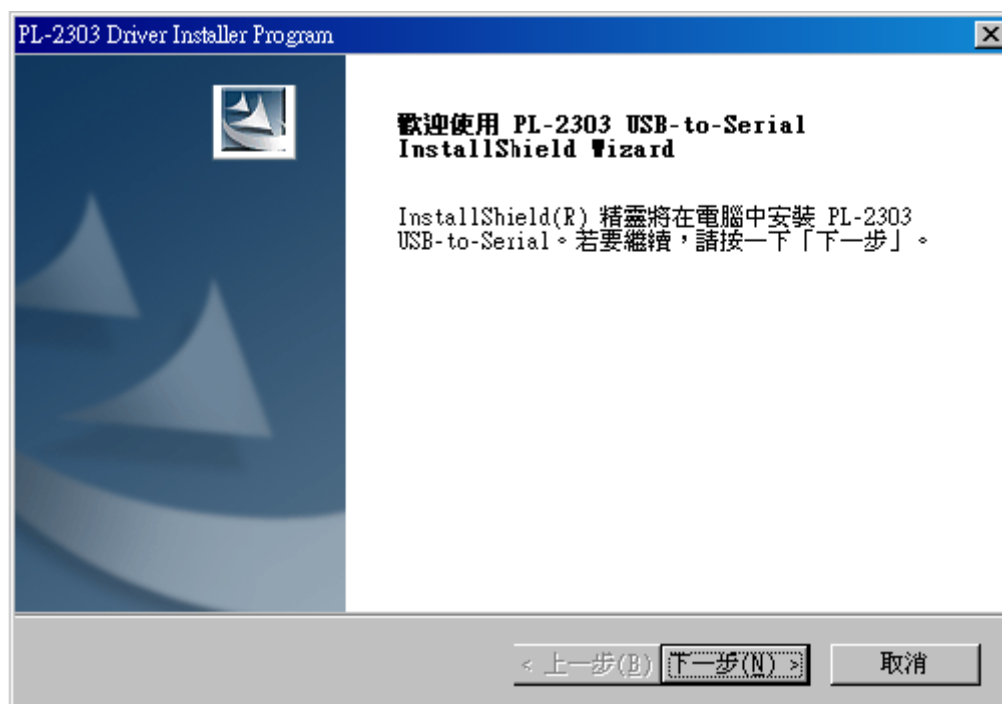 PL-2303 Driver Installer Program
歡迎使用 PL-2303 USB-to-Serial
InstallShield Wizard
InstallShield(R) 精靈將在電腦中安裝 PL-2303
USB-to-Serial。若要繼續，請按一下「下一步」。
< 上一步(B) 下一步(N) > 取消